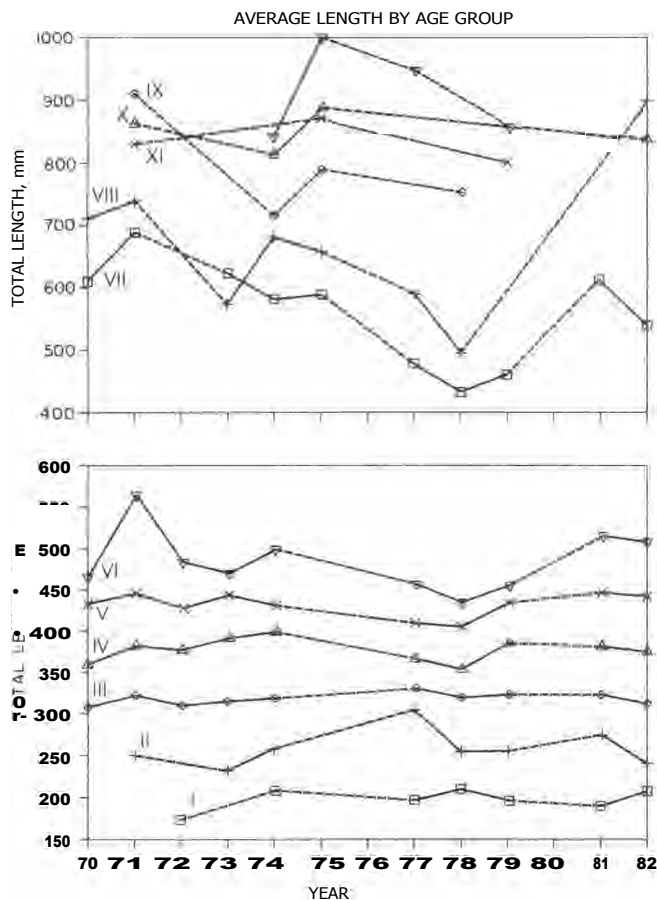 AVERAGE LENGTH BY AGE GROUP
TOTAL LENGTH, mm
1000
900
800
700
600
500
400
IX
X
XI
VIII
VII
600
500
450
400
350
300
250
200
150
E
VI
V
IV
III
II
I
70 71 72 73 74 75 76 77 78 79 80 81 82
YEAR